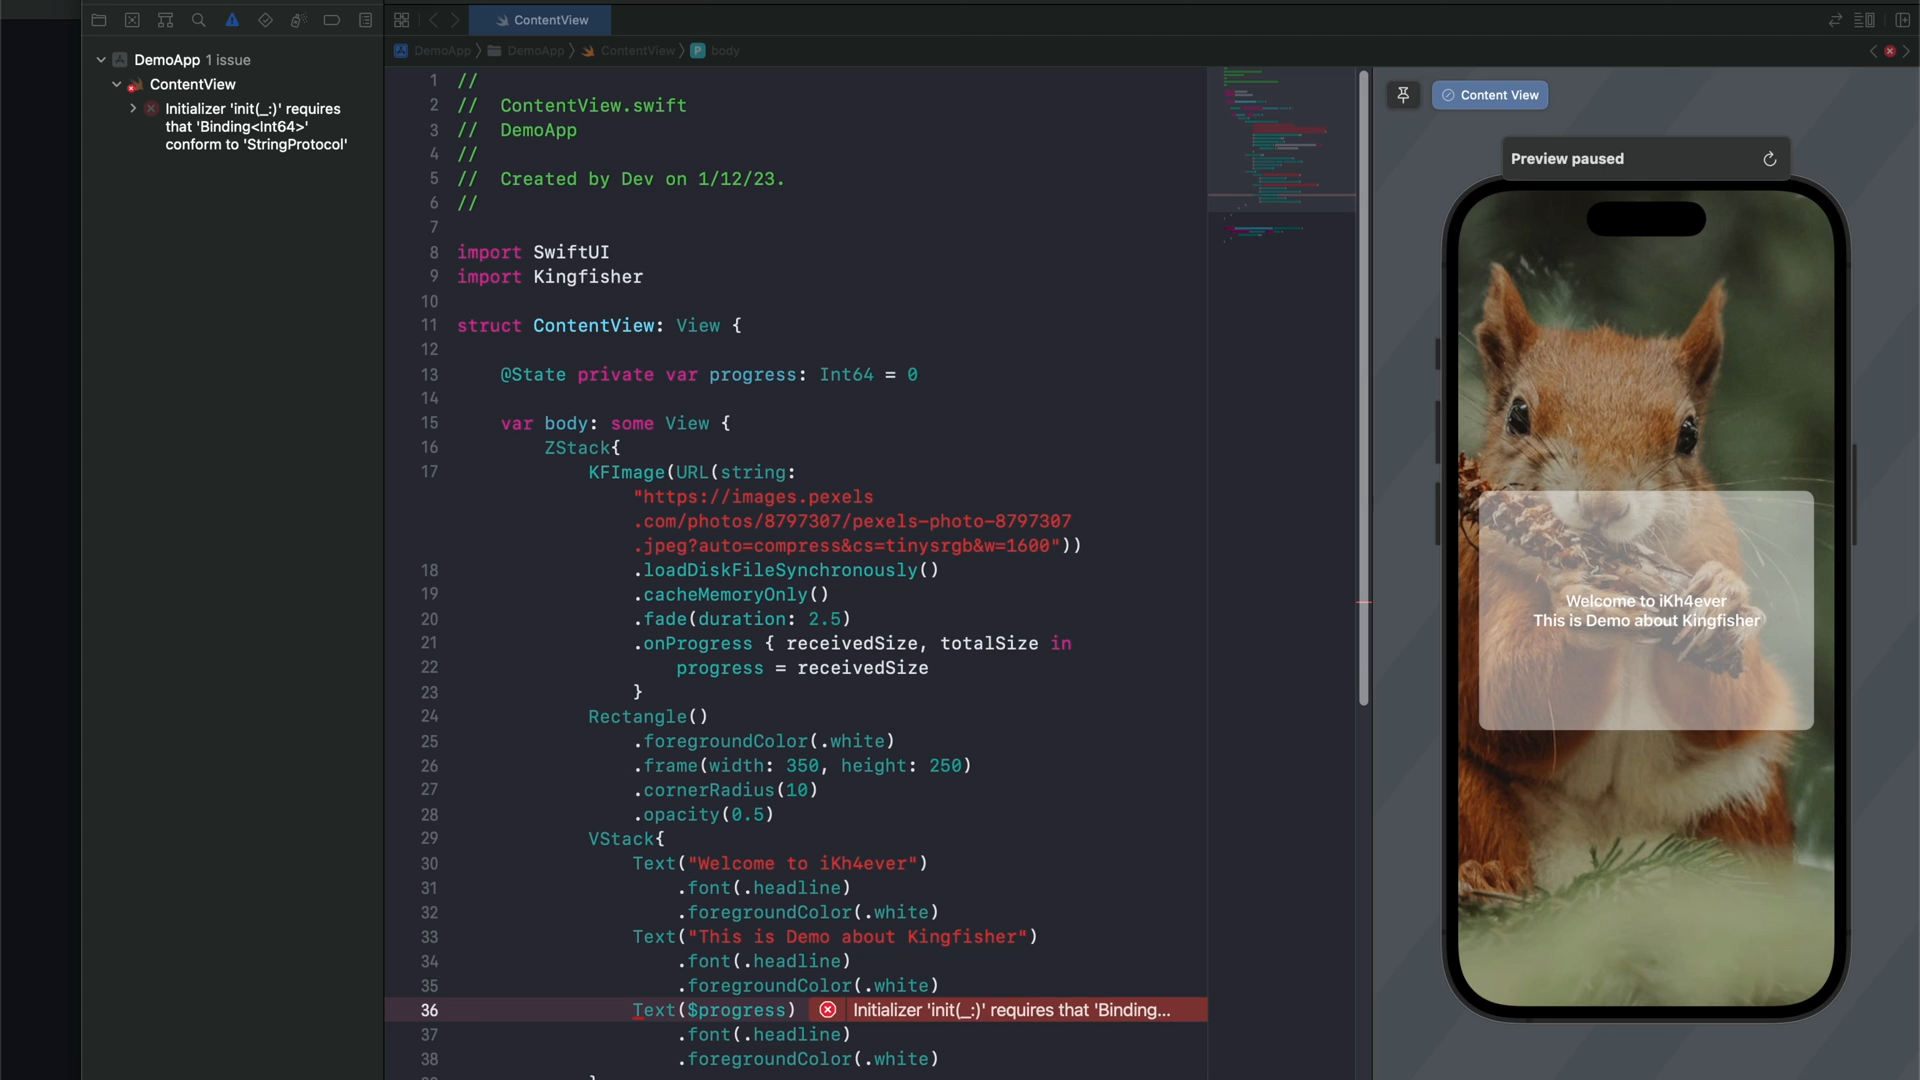 DemoApp 1 issue
ContentView
Initializer 'init(_:)' requires
that 'Binding<Int64>'
conform to 'StringProtocol'
ContentView
DemoApp
DemoApp
ContentView
P body
1 //
2 //  ContentView.swift
3 //  DemoApp
4 //
5 //  Created by Dev on 1/12/23.
6 //
7
8 import SwiftUI
9 import Kingfisher
10
11 struct ContentView: View {
12
13 @State private var progress: Int64 = 0
14
15 var body: some View {
16 ZStack{
17 KFImage(URL(string:
"https://images.pexels
.com/photos/8797307/pexels-photo-8797307
.jpeg?auto=compress&cs=tinysrgb&w=1600"))
18 .loadDiskFileSynchronously()
19 .cacheMemoryOnly()
20 .fade(duration: 2.5)
21 .onProgress { receivedSize, totalSize in
22 progress = receivedSize
23 }
24 Rectangle()
25 .foregroundColor(.white)
26 .frame(width: 350, height: 250)
27 .cornerRadius(10)
28 .opacity(0.5)
29 VStack{
30 Text("Welcome to iKh4ever")
31 .font(.headline)
32 .foregroundColor(.white)
33 Text("This is Demo about Kingfisher")
34 .font(.headline)
35 .foregroundColor(.white)
36 Text($progress) Initializer 'init(_:)' requires that 'Binding...
37 .font(.headline)
38 .foregroundColor(.white)
Content View
Preview paused
Welcome to iKh4ever
This is Demo about Kingfisher